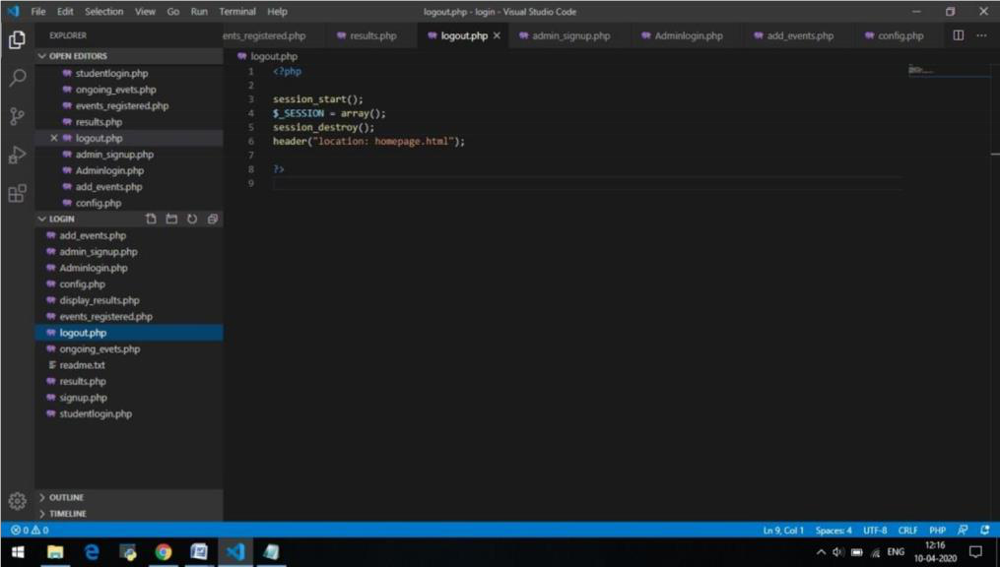 File Edit Selection View Go Run Terminal Help logout.php - login - Visual Studio Code
EXPLORER
ents_registered.php results.php logout.php admin_signup.php Adminlogin.php add_events.php config.php
OPEN EDITORS
studentlogin.php
ongoing_evets.php
events_registered.php
results.php
logout.php
admin_signup.php
Adminlogin.php
add_events.php
config.php
LOGIN
add_events.php
admin_signup.php
Adminlogin.php
config.php
display_results.php
events_registered.php
logout.php
ongoing_evets.php
readme.txt
results.php
signup.php
studentlogin.php
OUTLINE
TIMELINE
logout.php
1 <?php
2
3 session_start();
4 $_SESSION = array();
5 session_destroy();
6 header("location: homepage.html");
7
8 ?>
9
0 0 Ln 9, Col 1 Spaces: 4 UTF-8 CRLF PHP
ENG 12:16
10-04-2020